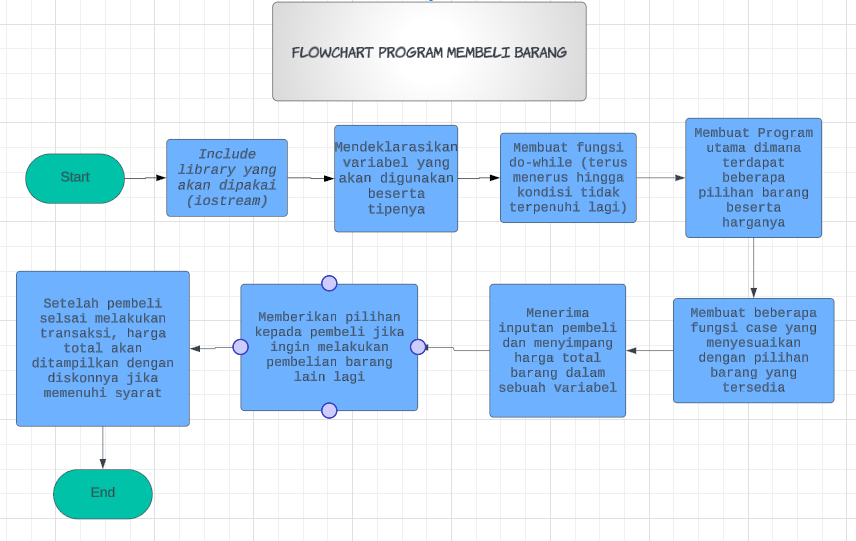 FLOWCHART PROGRAM MEMBELI BARANG
Start
Include
library yang
akan dipakai
(iostream)
Mendeklarasikan
variabel yang
akan digunakan
beserta
tipenya
Membuat fungsi
do-while (terus
menerus hingga
kondisi tidak
terpenuhi lagi)
Membuat Program
utama dimana
terdapat
beberapa
pilihan barang
beserta
harganya
Membuat beberapa
fungsi case yang
menyesuaikan
dengan pilihan
barang yang
tersedia
Menerima
inputan pembeli
dan menyimpang
harga total
barang dalam
sebuah variabel
Memberikan pilihan
kepada pembeli jika
ingin melakukan
pembelian barang
lain lagi
Setelah pembeli
selsai melakukan
transaksi, harga
total akan
ditampilkan dengan
diskonnya jika
memenuhi syarat
End